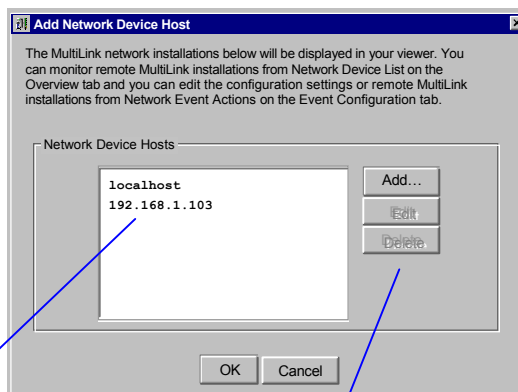 Add Network Device Host
The MultiLink network installations below will be displayed in your viewer. You
can monitor remote MultiLink installations from Network Device List on the
Overview tab and you can edit the configuration settings or remote MultiLink
installations from Network Event Actions on the Event Configuration tab.
Network Device Hosts
localhost
192.168.1.103
Add...
Edit
Delete
OK
Cancel